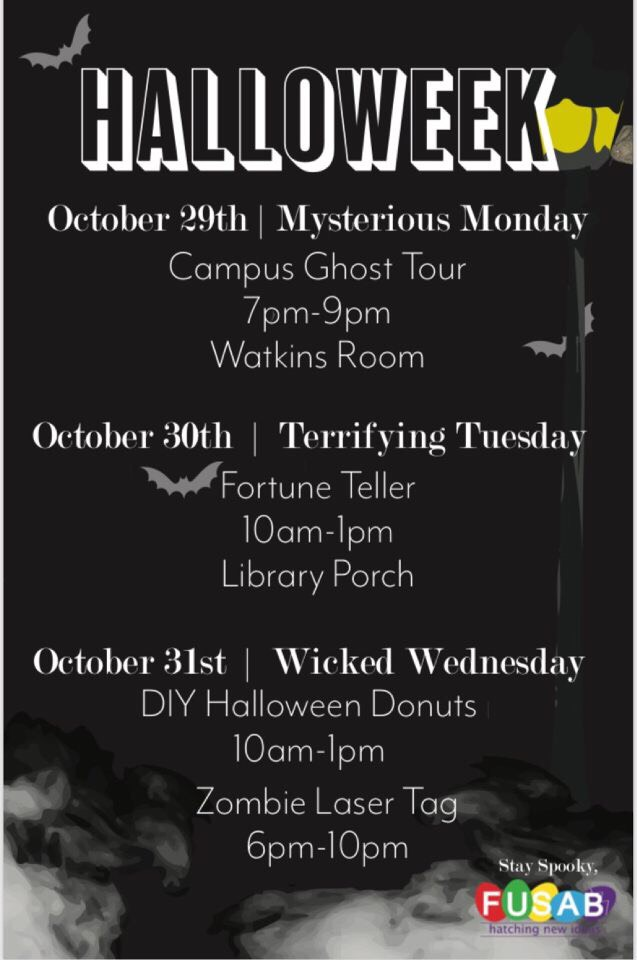 HALLOWEEK
October 29th | Mysterious Monday
Campus Ghost Tour
7pm-9pm
Watkins Room
October 30th | Terrifying Tuesday
Fortune Teller
10am-1pm
Library Porch
October 31st | Wicked Wednesday
DIY Halloween Donuts
10am-1pm
Zombie Laser Tag
6pm-10pm
Stay Spooky,
FUSAB
hatching new ideas